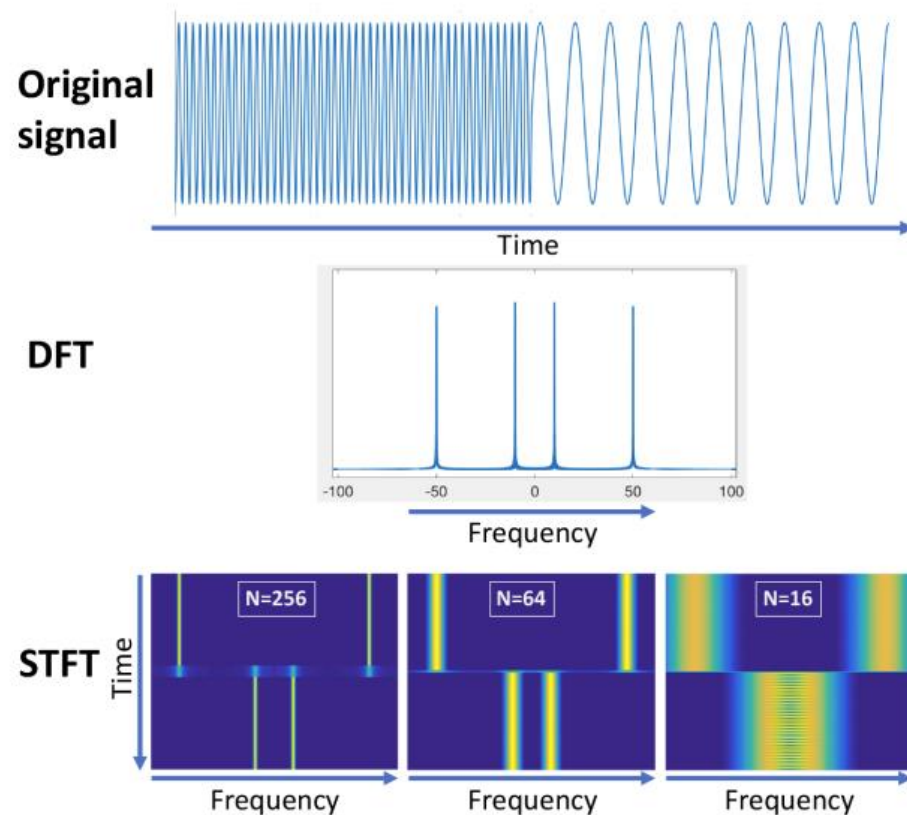 Original
signal
Time
DFT
-100 -50 0 50 100
Frequency
STFT
Time
N=256 N=64 N=16
Frequency Frequency Frequency